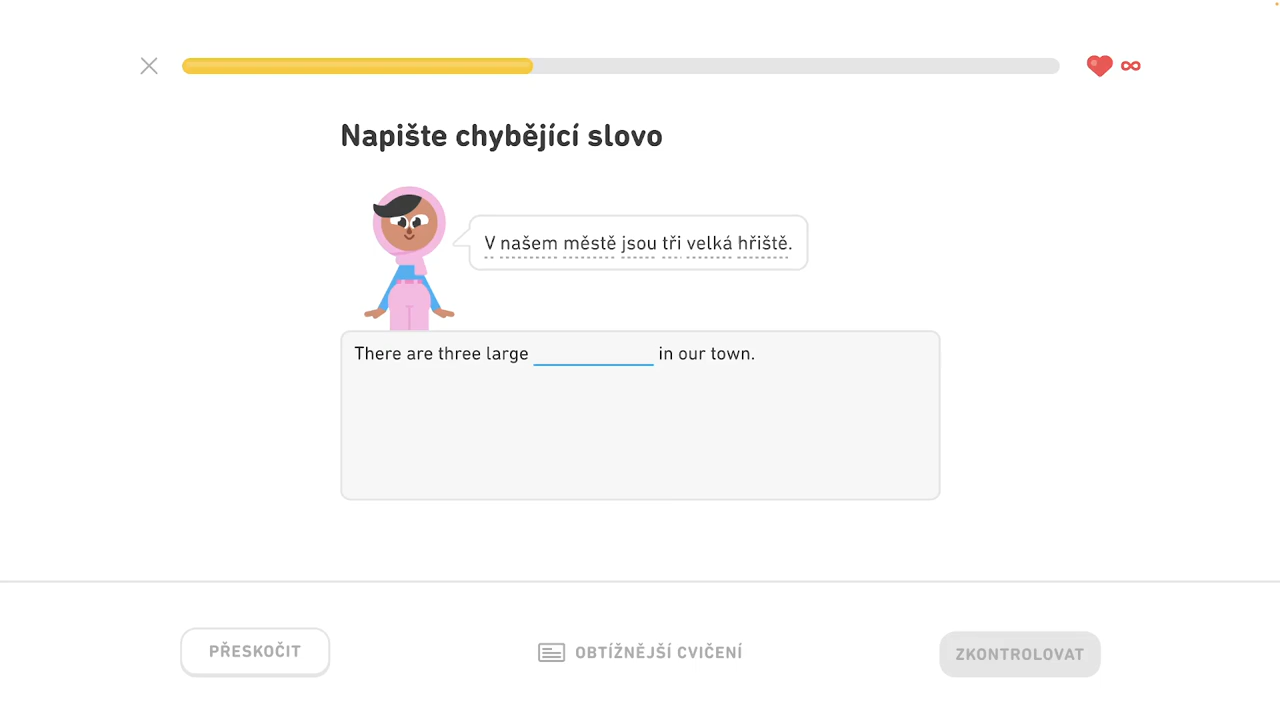 ∞
Napište chybějící slovo
V našem městě jsou tři velká hřiště.
There are three large ____________ in our town.
PŘESKOČIT
OBTÍŽNĚJŠÍ CVIČENÍ
ZKONTROLOVAT